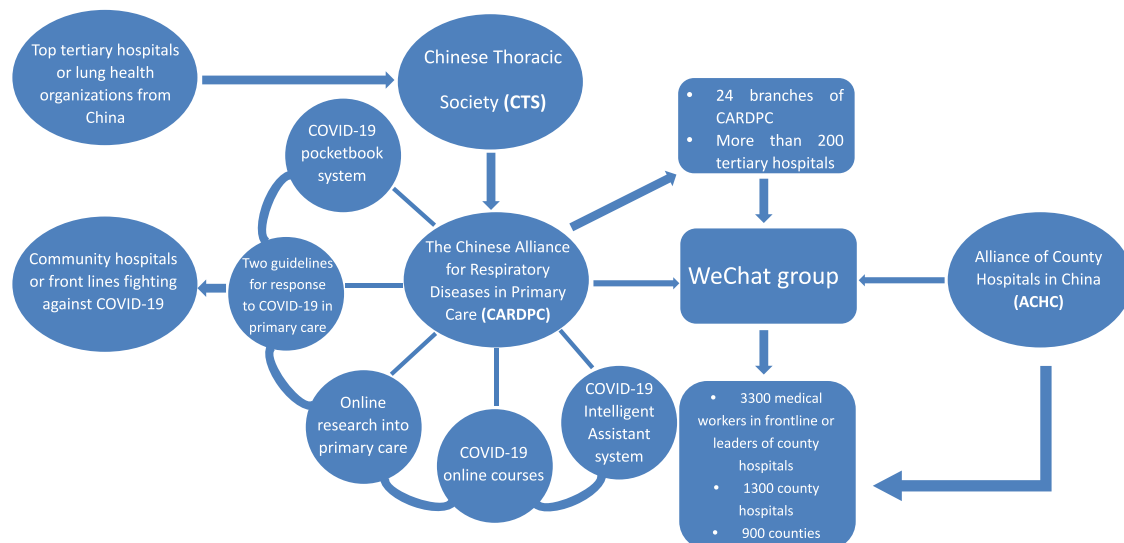 Top tertiary hospitals
or lung health
organizations from
China
Chinese Thoracic
Society (CTS)
• 24 branches of
CARDPC
• More than 200
tertiary hospitals
COVID-19
pocketbook
system
Community hospitals
or front lines fighting
against COVID-19
Two guidelines
for response
to COVID-19 in
primary care
The Chinese Alliance
for Respiratory
Diseases in Primary
Care (CARDPC)
WeChat group
Alliance of County
Hospitals in China
(ACHC)
Online
research into
primary care
COVID-19
online courses
COVID-19
Intelligent
Assistant
system
• 3300 medical
workers in frontline or
leaders of county
hospitals
• 1300 county
hospitals
• 900 counties